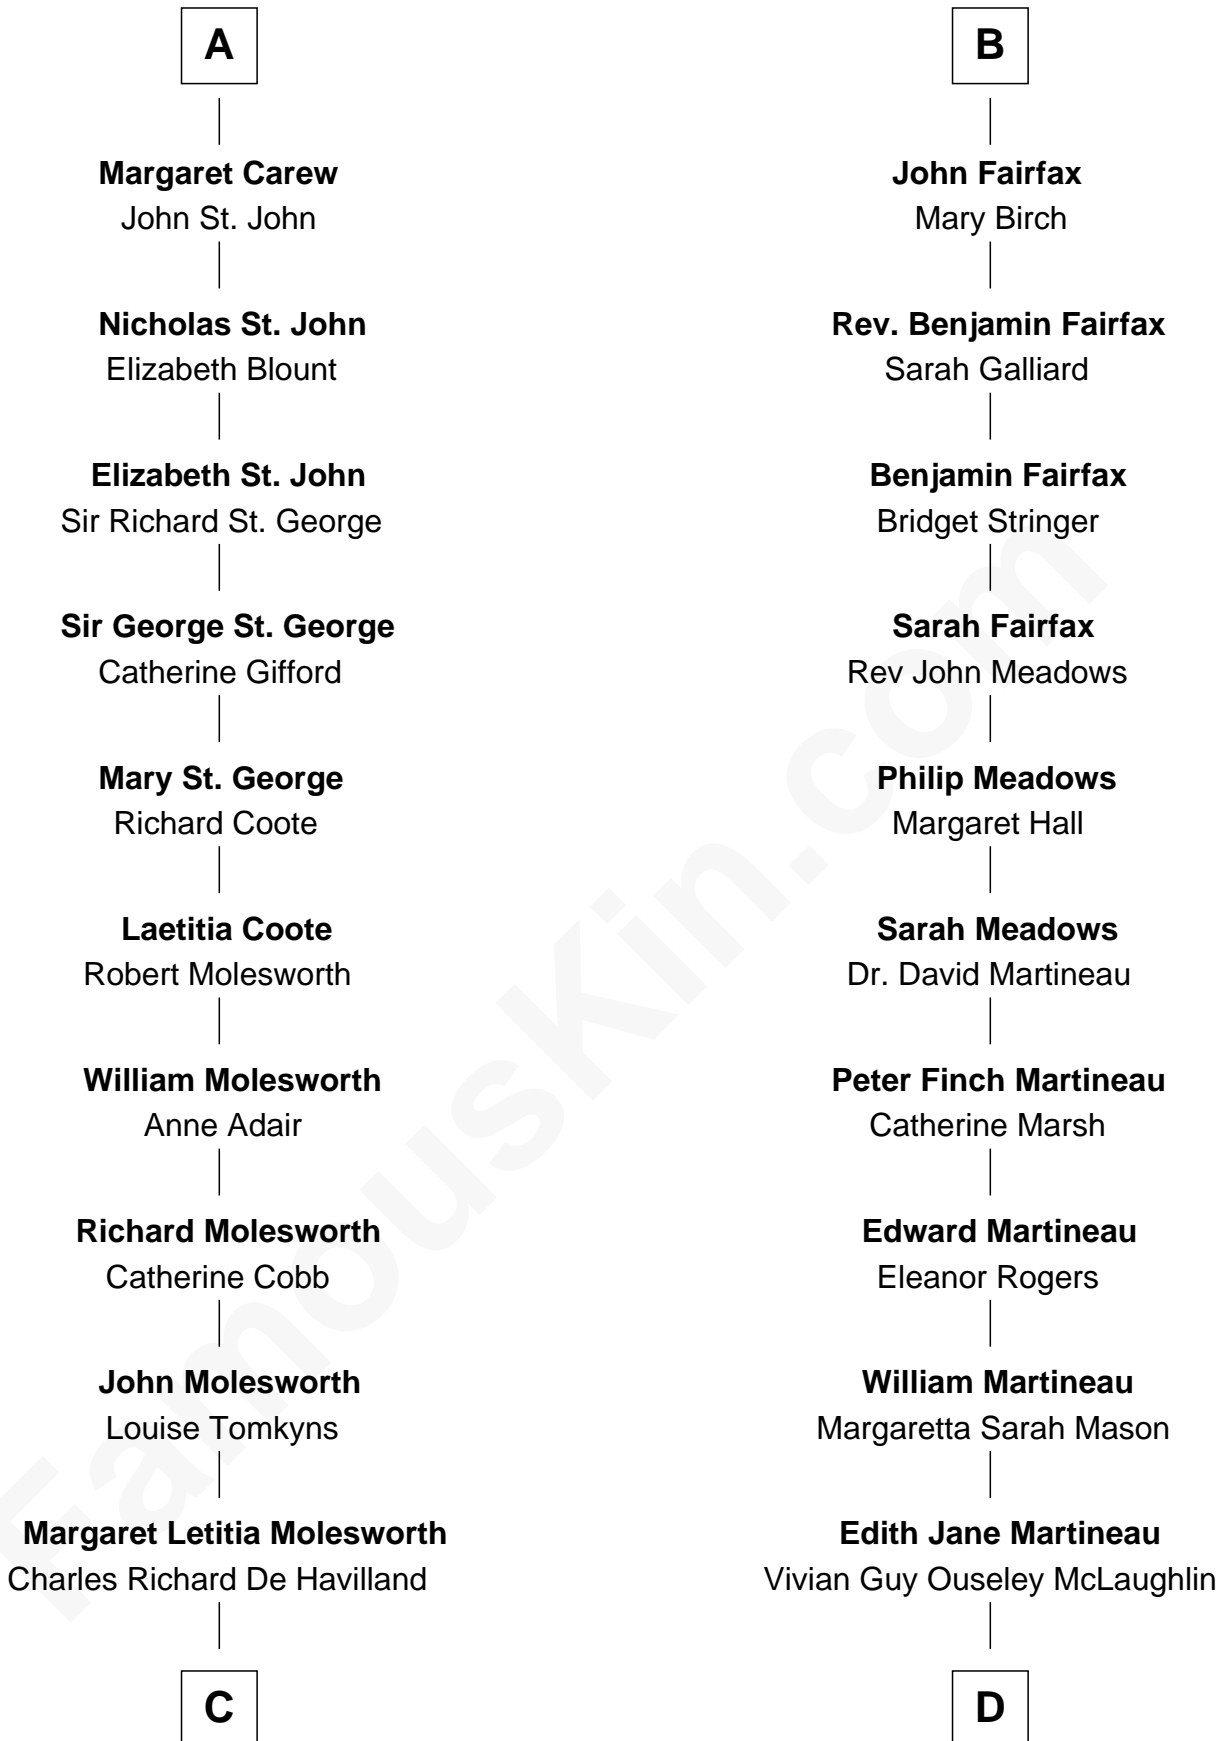 A
Margaret Carew
John St. John
Nicholas St. John
Elizabeth Blount
Elizabeth St. John
Sir Richard St. George
Sir George St. George
Catherine Gifford
Mary St. George
Richard Coote
Laetitia Coote
Robert Molesworth
William Molesworth
Anne Adair
Richard Molesworth
Catherine Cobb
John Molesworth
Louise Tomkyns
Margaret Letitia Molesworth
Charles Richard De Havilland
C
B
John Fairfax
Mary Birch
Rev. Benjamin Fairfax
Sarah Galliard
Benjamin Fairfax
Bridget Stringer
Sarah Fairfax
Rev John Meadows
Philip Meadows
Margaret Hall
Sarah Meadows
Dr. David Martineau
Peter Finch Martineau
Catherine Marsh
Edward Martineau
Eleanor Rogers
William Martineau
Margaretta Sarah Mason
Edith Jane Martineau
Vivian Guy Ouseley McLaughlin
D
FamousKin.com